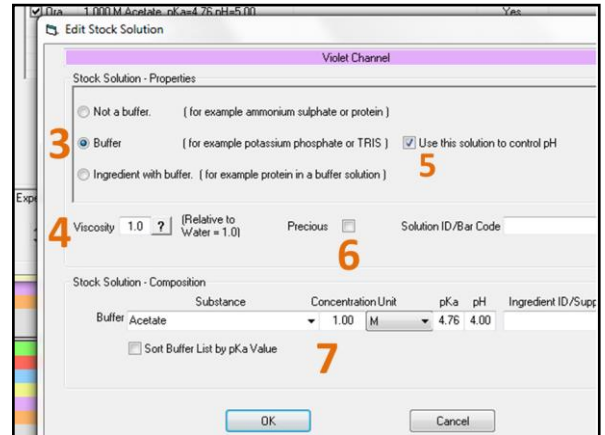 Ora 1.000 M Acetate pKa=4.76 pH=5.00 Yes
Edit Stock Solution
Violet Channel
Stock Solution - Properties
Not a buffer. ( for example ammonium sulphate or protein )
3 Buffer ( for example potassium phosphate or TRIS ) Use this solution to control pH
5
Ingredient with buffer. ( for example protein in a buffer solution )
Expe
4 Viscosity 1.0 ? (Relative to Water = 1.0) Precious Solution ID/Bar Code
6
Stock Solution - Composition
Substance Concentration Unit pKa pH Ingredient ID/Supp
Buffer Acetate 1.00 M 4.76 4.00
Sort Buffer List by pKa Value
7
OK Cancel